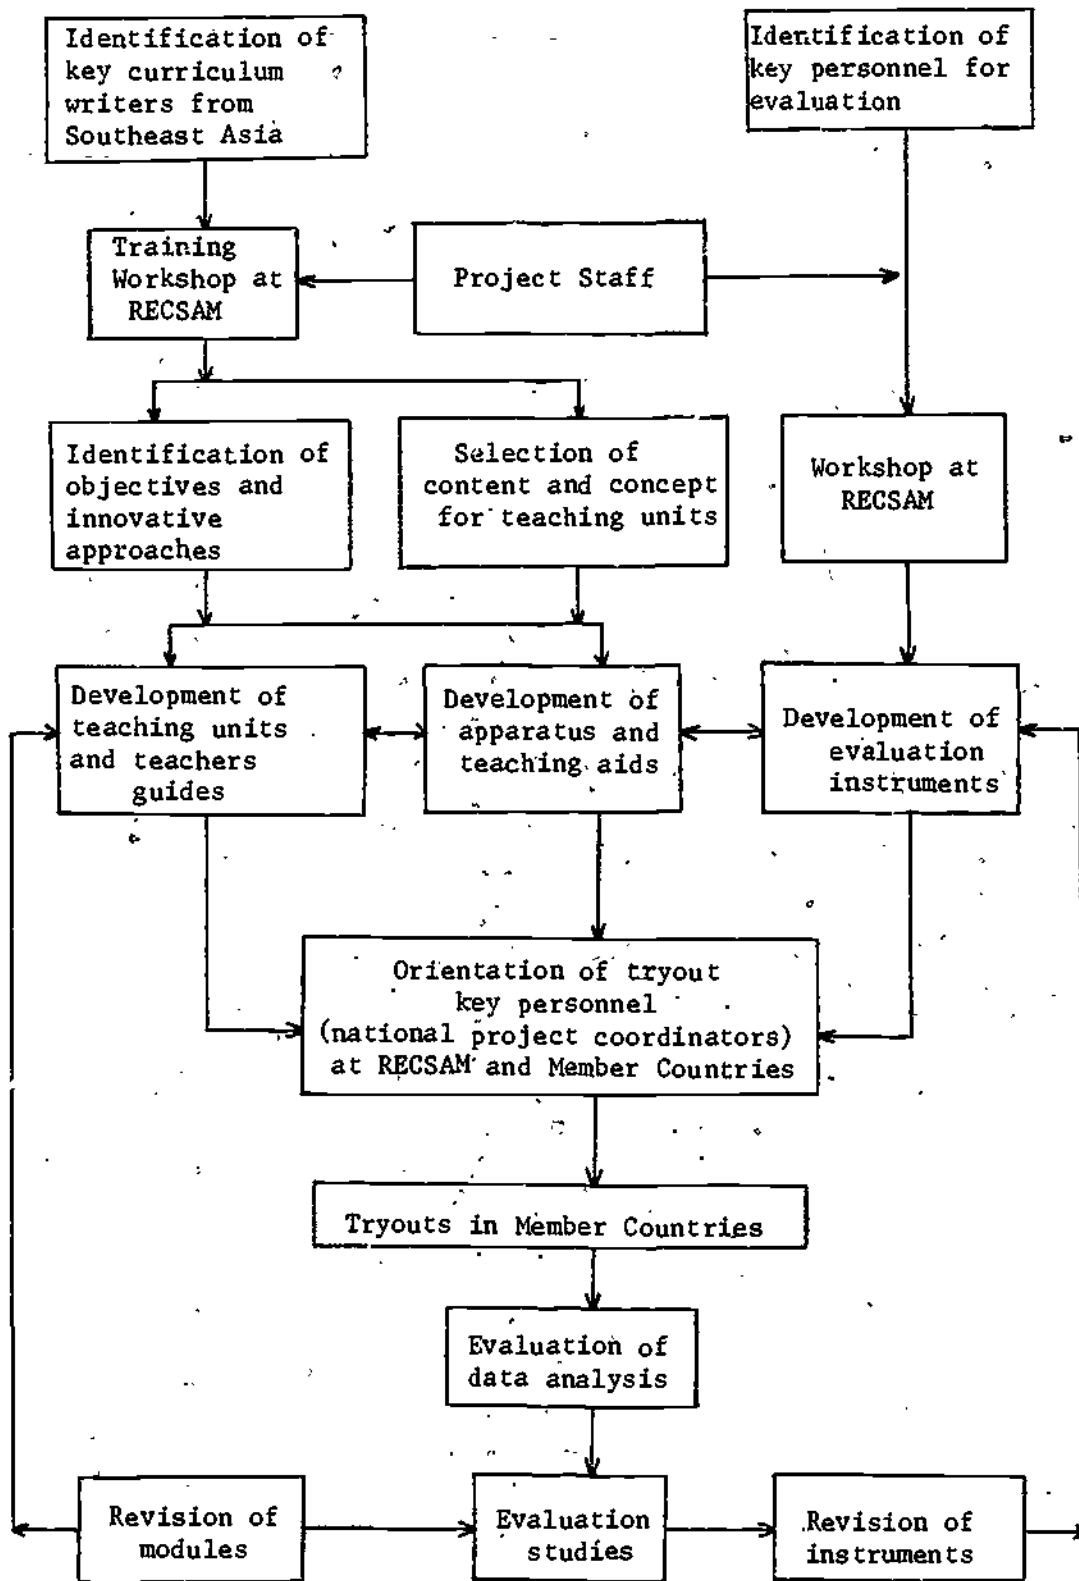 Identification of
key curriculum
writers from
Southeast Asia
Identification of
key personnel for
evaluation
Training
Workshop at
RECSAM
Project Staff
Identification of
objectives and
innovative
approaches
Selection of
content and concept
for teaching units
Workshop at
RECSAM
Development of
teaching units
and teachers
guides
Development of
apparatus and
teaching aids
Development of
evaluation
instruments
Orientation of tryout
key personnel
(national project coordinators)
at RECSAM and Member Countries
Tryouts in Member Countries
Evaluation of
data analysis
Revision of
modules
Evaluation
studies
Revision of
instruments